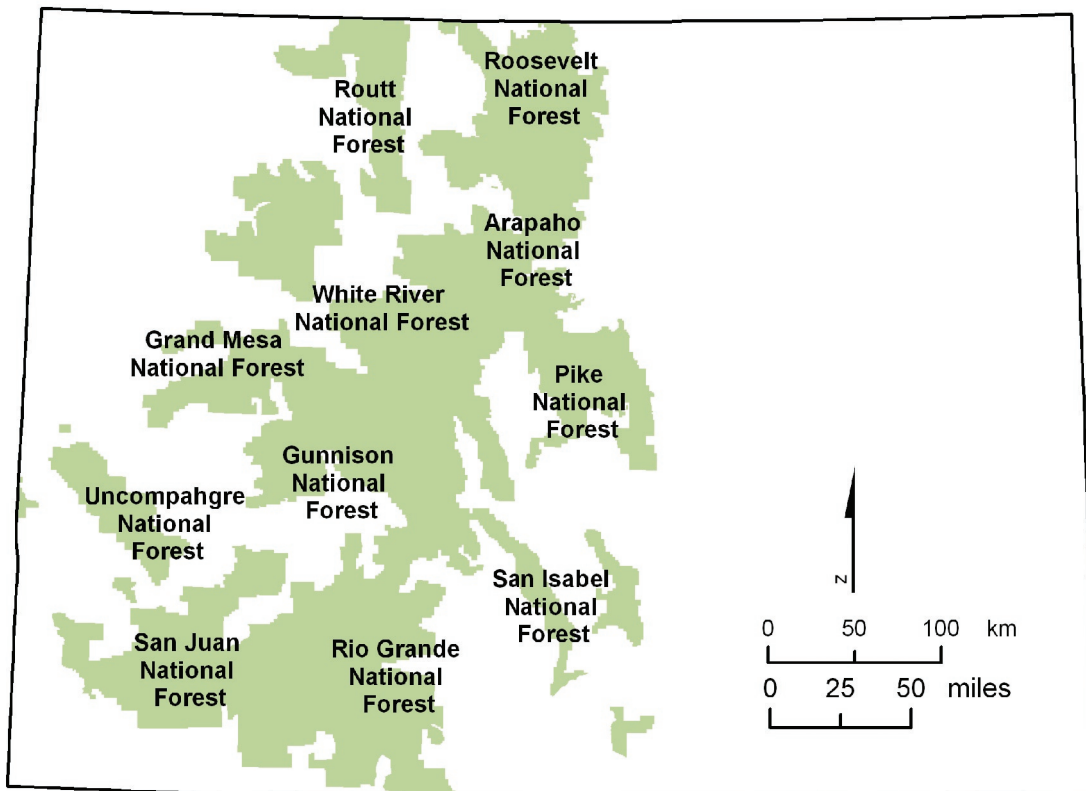 Roosevelt
National
Forest
Routt
National
Forest
Arapaho
National
Forest
White River
National Forest
Grand Mesa
National Forest
Pike
National
Forest
Gunnison
National
Forest
Uncompahgre
National
Forest
San Isabel
National
Forest
San Juan
National
Forest
Rio Grande
National
Forest
N
0 50 100 km
0 25 50 miles